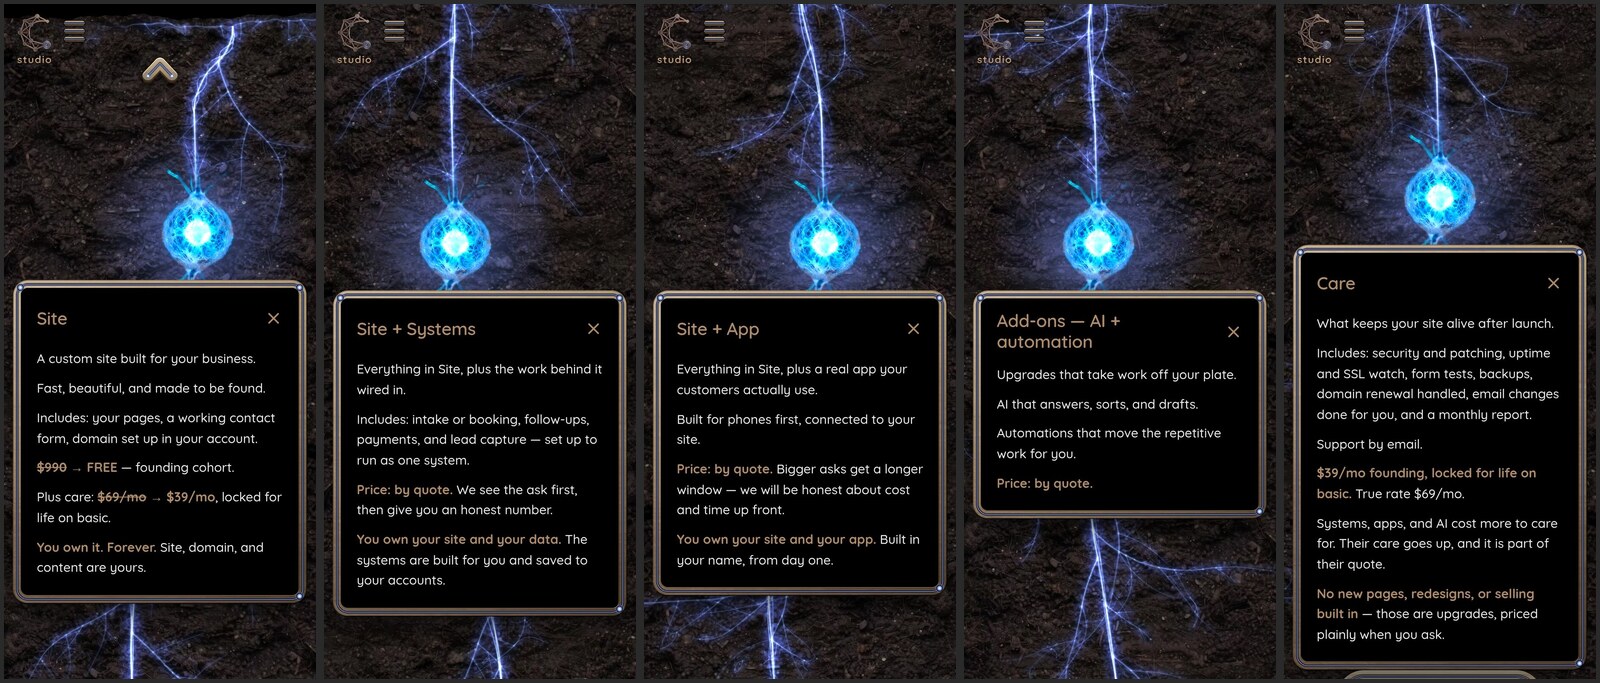 studio
Site
A custom site built for your business.
Fast, beautiful, and made to be found.
Includes: your pages, a working contact
form, domain set up in your account.
$990 → FREE — founding cohort.
Plus care: $69/mo → $39/mo, locked for
life on basic.
You own it. Forever. Site, domain, and
content are yours.
studio
Site + Systems
Everything in Site, plus the work behind it
wired in.
Includes: intake or booking, follow-ups,
payments, and lead capture — set up to
run as one system.
Price: by quote. We see the ask first,
then give you an honest number.
You own your site and your data. The
systems are built for you and saved to
your accounts.
studio
Site + App
Everything in Site, plus a real app your
customers actually use.
Built for phones first, connected to your
site.
Price: by quote. Bigger asks get a longer
window — we will be honest about cost
and time up front.
You own your site and your app. Built in
your name, from day one.
studio
Add-ons — AI +
automation
Upgrades that take work off your plate.
AI that answers, sorts, and drafts.
Automations that move the repetitive
work for you.
Price: by quote.
studio
Care
What keeps your site alive after launch.
Includes: security and patching, uptime
and SSL watch, form tests, backups,
domain renewal handled, email changes
done for you, and a monthly report.
Support by email.
$39/mo founding, locked for life on
basic. True rate $69/mo.
Systems, apps, and AI cost more to care
for. Their care goes up, and it is part of
their quote.
No new pages, redesigns, or selling
built in — those are upgrades, priced
plainly when you ask.